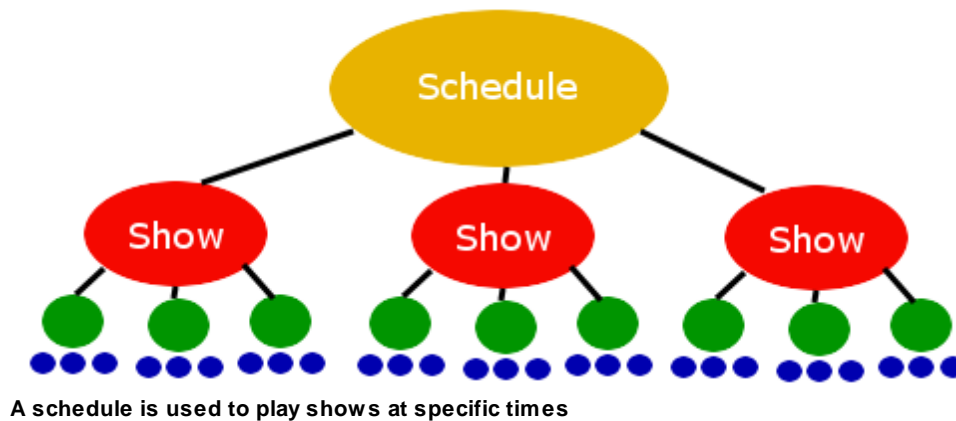 Schedule
Show Show Show
A schedule is used to play shows at specific times